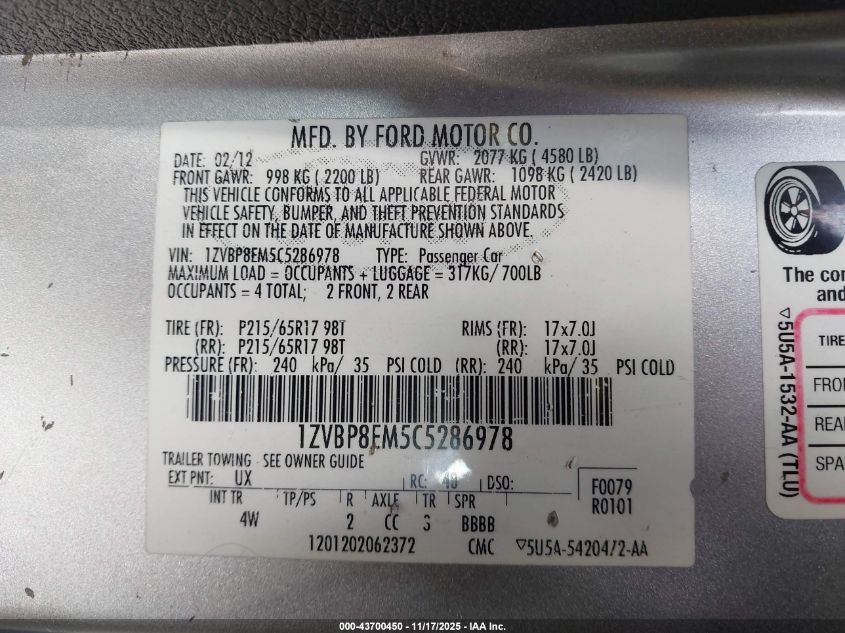 MFD. BY FORD MOTOR CO.
DATE: 02/12 GVWR: 2077 KG ( 4580 LB)
FRONT GAWR: 998 KG ( 2200 LB) REAR GAWR: 1098 KG ( 2420 LB)
THIS VEHICLE CONFORMS TO ALL APPLICABLE FEDERAL MOTOR
VEHICLE SAFETY, BUMPER, AND THEFT PREVENTION STANDARDS
IN EFFECT ON THE DATE OF MANUFACTURE SHOWN ABOVE.
VIN: 1ZVBP8EM5C5286978 TYPE: Passenger Car
MAXIMUM LOAD = OCCUPANTS + LUGGAGE = 317KG/ 700LB
OCCUPANTS = 4 TOTAL; 2 FRONT, 2 REAR
TIRE (FR): P215/65R17 98T RIMS (FR): 17x7.0J
(RR): P215/65R17 98T (RR): 17x7.0J
PRESSURE (FR): 240 kPa/ 35 PSI COLD (RR): 240 kPa/ 35 PSI COLD
1ZVBP8EM5C5286978
TRAILER TOWING - SEE OWNER GUIDE
EXT PNT: UX RC: 48 DSO: F0079
R0101
INT TR TP/PS R AXLE TR SPR
4W 2 CC BBBB
1201202062372 CMC ▽5U5A-54204/2-AA
The
and
▽5U5A-1532-AA (TLU)
TIRE
000-43700450 - 11/17/2025 - IAA Inc.